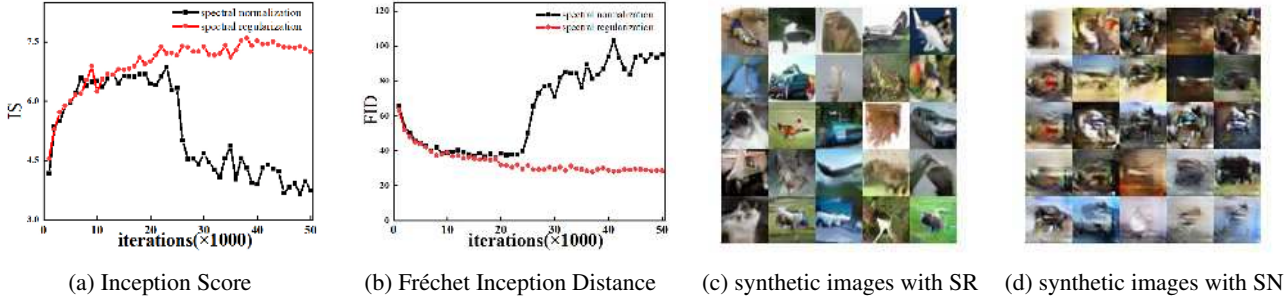 spectral normalization
spectral regularization
7.5
6.0
4.5
3.0
IS
0
10
20
30
40
50
iterations(×1000)
(a) Inception Score
spectral normalization
spectral regularization
120
100
80
60
40
20
0
FID
0
10
20
30
40
50
iterations(×1000)
(b) Fréchet Inception Distance
(c) synthetic images with SR
(d) synthetic images with SN